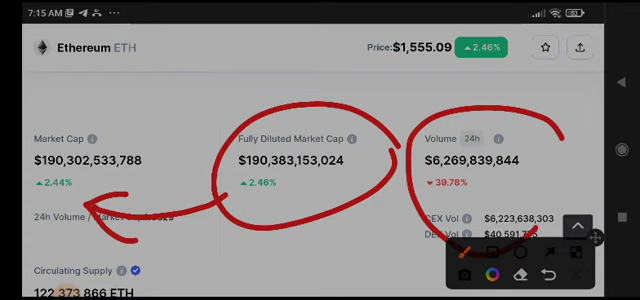 7:15 AM
Ethereum ETH
Price: $1,555.09 ▲ 2.46%
Market Cap
$190,302,533,788
▲ 2.44%
24h Volume / Market Cap
Fully Diluted Market Cap
$190,383,153,024
▲ 2.46%
Volume 24h
$6,269,839,844
▼ 39.78%
CEX Vol $6,223,638,303
Vol $40,591,
Circulating Supply
122,373,866 ETH